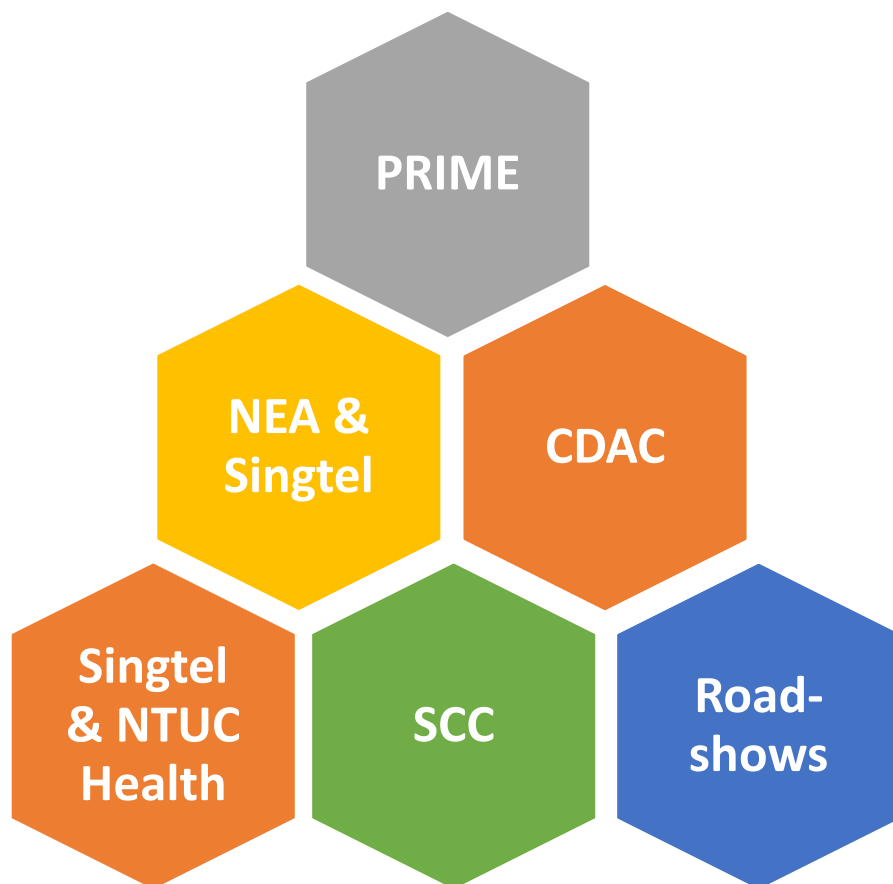 PRIME
NEA &
Singtel
CDAC
Singtel
& NTUC
Health
SCC
Road-
shows